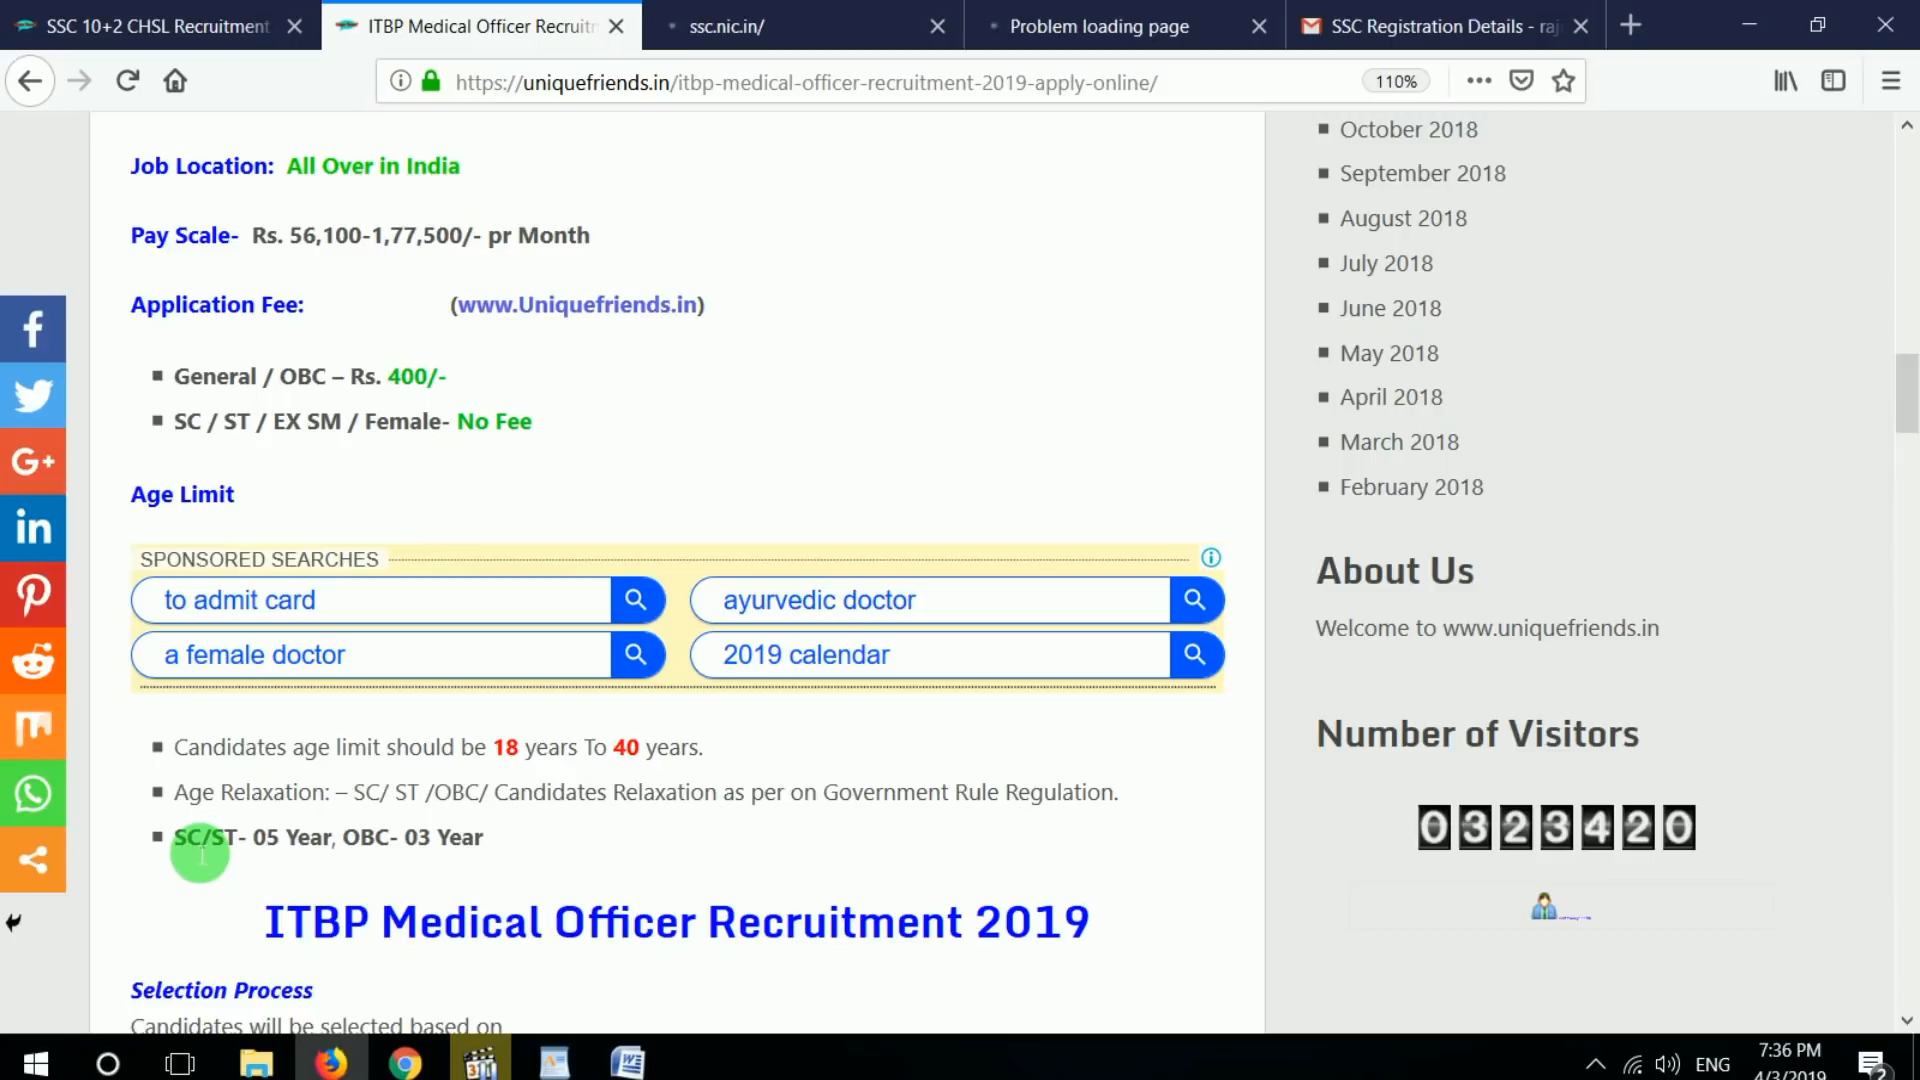 SSC 10+2 CHSL Recruitment
ITBP Medical Officer Recruitm
ssc.nic.in/
Problem loading page
SSC Registration Details - raj
https://uniquefriends.in/itbp-medical-officer-recruitment-2019-apply-online/
110%
Job Location: All Over in India
Pay Scale- Rs. 56,100-1,77,500/- pr Month
Application Fee: (www.Uniquefriends.in)
General / OBC – Rs. 400/-
SC / ST / EX SM / Female- No Fee
Age Limit
SPONSORED SEARCHES
to admit card
ayurvedic doctor
a female doctor
2019 calendar
Candidates age limit should be 18 years To 40 years.
Age Relaxation: – SC/ ST /OBC/ Candidates Relaxation as per on Government Rule Regulation.
SC/ST- 05 Year, OBC- 03 Year
ITBP Medical Officer Recruitment 2019
Selection Process
Candidates will be selected based on
October 2018
September 2018
August 2018
July 2018
June 2018
May 2018
April 2018
March 2018
February 2018
About Us
Welcome to www.uniquefriends.in
Number of Visitors
0323420
ENG
7:36 PM
4/3/2019
2